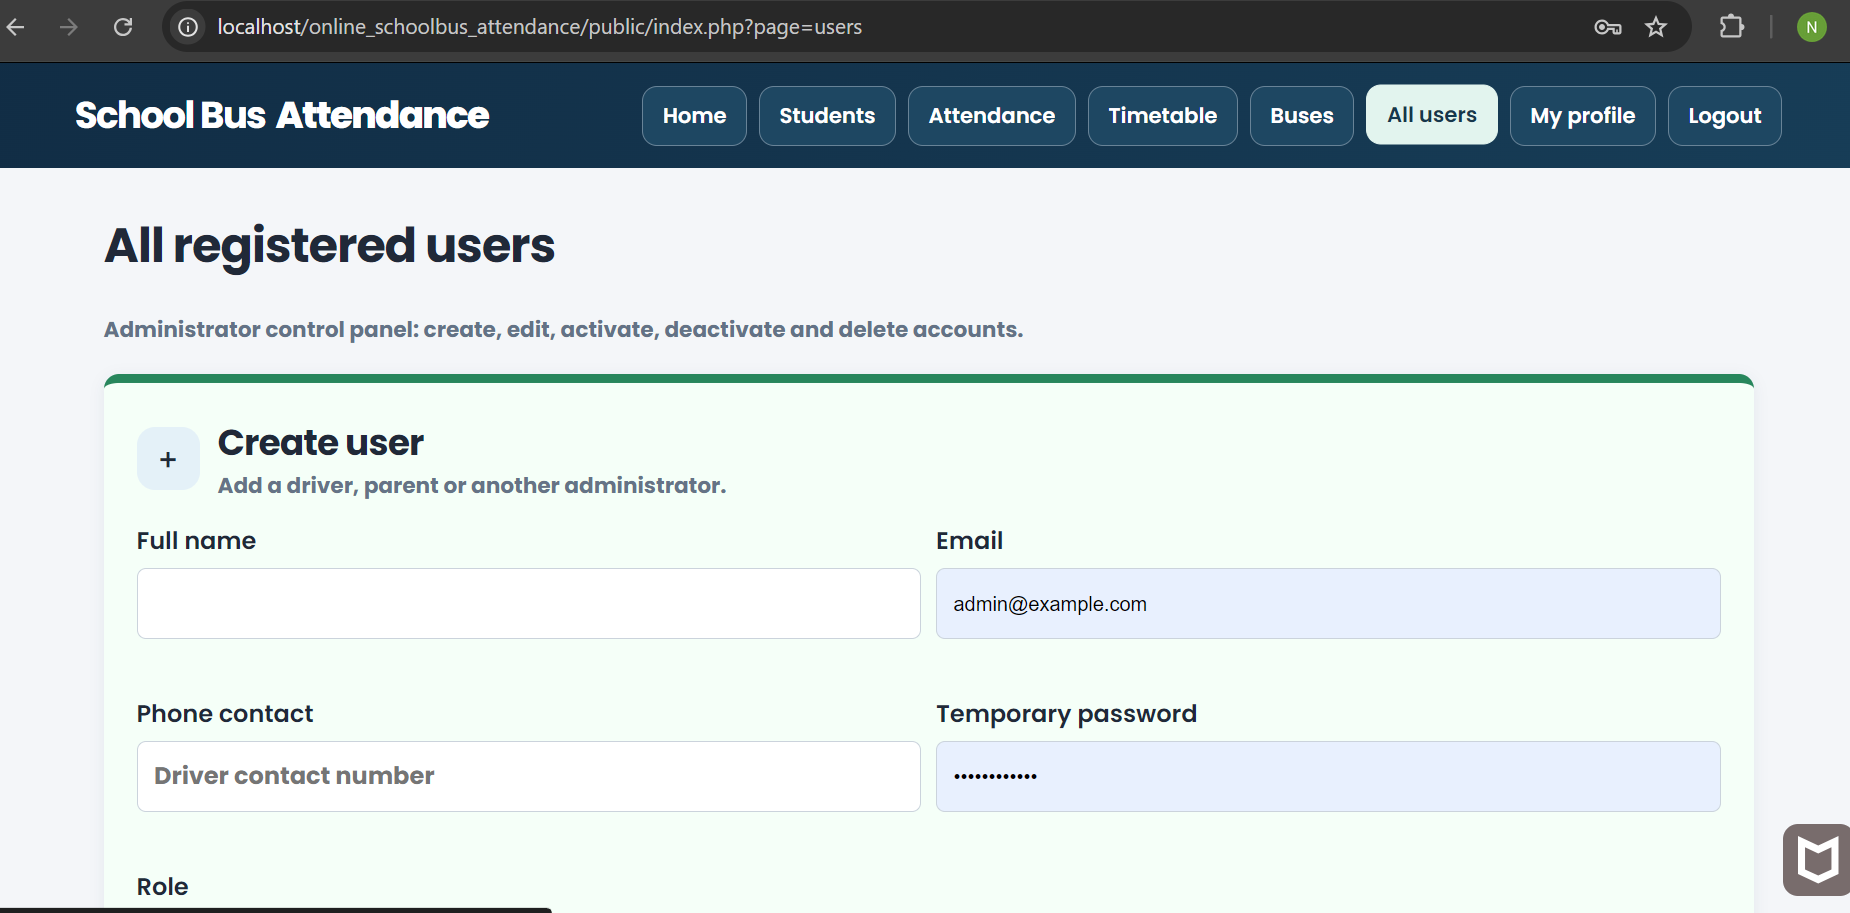 localhost/online_schoolbus_attendance/public/index.php?page=users
N
School Bus Attendance
Home
Students
Attendance
Timetable
Buses
All users
My profile
Logout
All registered users
Administrator control panel: create, edit, activate, deactivate and delete accounts.
+
Create user
Add a driver, parent or another administrator.
Full name
Email
admin@example.com
Phone contact
Temporary password
Driver contact number
••••••••••••
Role